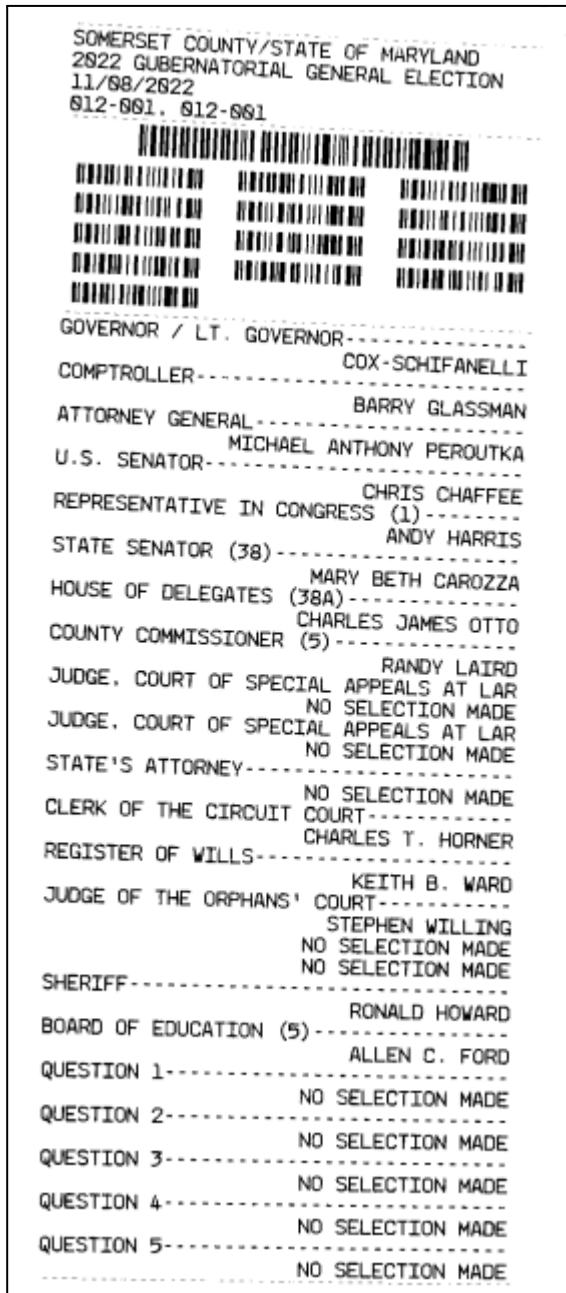 SOMERSET COUNTY/STATE OF MARYLAND
2022 GUBERNATORIAL GENERAL ELECTION
11/08/2022
012-001, 012-001
GOVERNOR / LT. GOVERNOR---------------
COX-SCHIFANELLI
COMPTROLLER--------------------------
BARRY GLASSMAN
ATTORNEY GENERAL---------------------
MICHAEL ANTHONY PEROUTKA
U.S. SENATOR-------------------------
CHRIS CHAFFEE
REPRESENTATIVE IN CONGRESS (1)--------
ANDY HARRIS
STATE SENATOR (38)-------------------
MARY BETH CAROZZA
HOUSE OF DELEGATES (38A)--------------
CHARLES JAMES OTTO
COUNTY COMMISSIONER (5)---------------
RANDY LAIRD
JUDGE, COURT OF SPECIAL APPEALS AT LAR
NO SELECTION MADE
JUDGE, COURT OF SPECIAL APPEALS AT LAR
NO SELECTION MADE
STATE'S ATTORNEY----------------------
NO SELECTION MADE
CLERK OF THE CIRCUIT COURT------------
CHARLES T. HORNER
REGISTER OF WILLS---------------------
KEITH B. WARD
JUDGE OF THE ORPHANS' COURT-----------
STEPHEN WILLING
NO SELECTION MADE
NO SELECTION MADE
SHERIFF-------------------------------
RONALD HOWARD
BOARD OF EDUCATION (5)----------------
ALLEN C. FORD
QUESTION 1----------------------------
NO SELECTION MADE
QUESTION 2----------------------------
NO SELECTION MADE
QUESTION 3----------------------------
NO SELECTION MADE
QUESTION 4----------------------------
NO SELECTION MADE
QUESTION 5----------------------------
NO SELECTION MADE